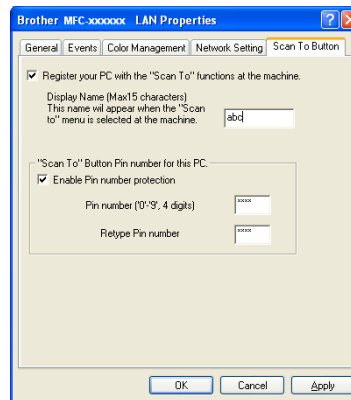 Brother MFC-xxxxxx LAN Properties
General Events Color Management Network Setting Scan To Button
Register your PC with the "Scan To" functions at the machine.
Display Name (Max15 characters)
This name will appear when the "Scan
to" menu is selected at the machine.
abc
"Scan To" Button Pin number for this PC.
Enable Pin number protection
Pin number ('0'-'9', 4 digits)
xxxx
Retype Pin number
xxxx
OK Cancel Apply